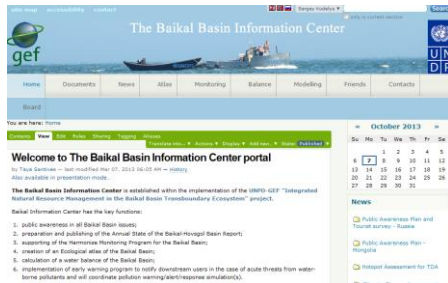 site map accessibility contact
Sergey Kudelya
Search
only in current section
The Baikal Basin Information Center
gef
U N
D P
Home Documents News Atlas Monitoring Balance Modelling Friends Contacts
Board
You are here: Home
Contents View Edit Rules Sharing Tagging Aliases
Translate into... Actions Display Add new... State: Published
Welcome to The Baikal Basin Information Center portal
by Taya Santives — last modified Mar 07, 2013 06:05 AM — History
Also available in presentation mode...
The Baikal Basin Information Center is established within the implementation of the UNPO-GEF "Integrated
Natural Resource Management in the Baikal Basin Transboundary Ecosystem" project.
Baikal Information Center has the key functions:
1. public awareness in all Baikal Basin issues;
2. preparation and publishing of the Annual State of the Baikal-Hovsgol Basin Report;
3. supporting of the Harmonies Monitoring Program for the Baikal Basin;
4. creation of an Ecological atlas of the Baikal Basin;
5. calculation of a water balance of the Baikal Basin;
6. implementation of early warning program to notify downstream users in the case of acute threats from water-
borne pollutants and will coordinate pollution warning/alert/response simulation(s).
« October 2013 »
Su Mo Tu We Th Fr Sa
1 2 3 4 5
6 7 8 9 10 11 12
13 14 15 16 17 18 19
20 21 22 23 24 25 26
27 28 29 30 31
News
Public Awareness Plan and
Tourist survey - Russia
Public Awareness Plan -
Mongolia
Hotspot Assessment for TDA